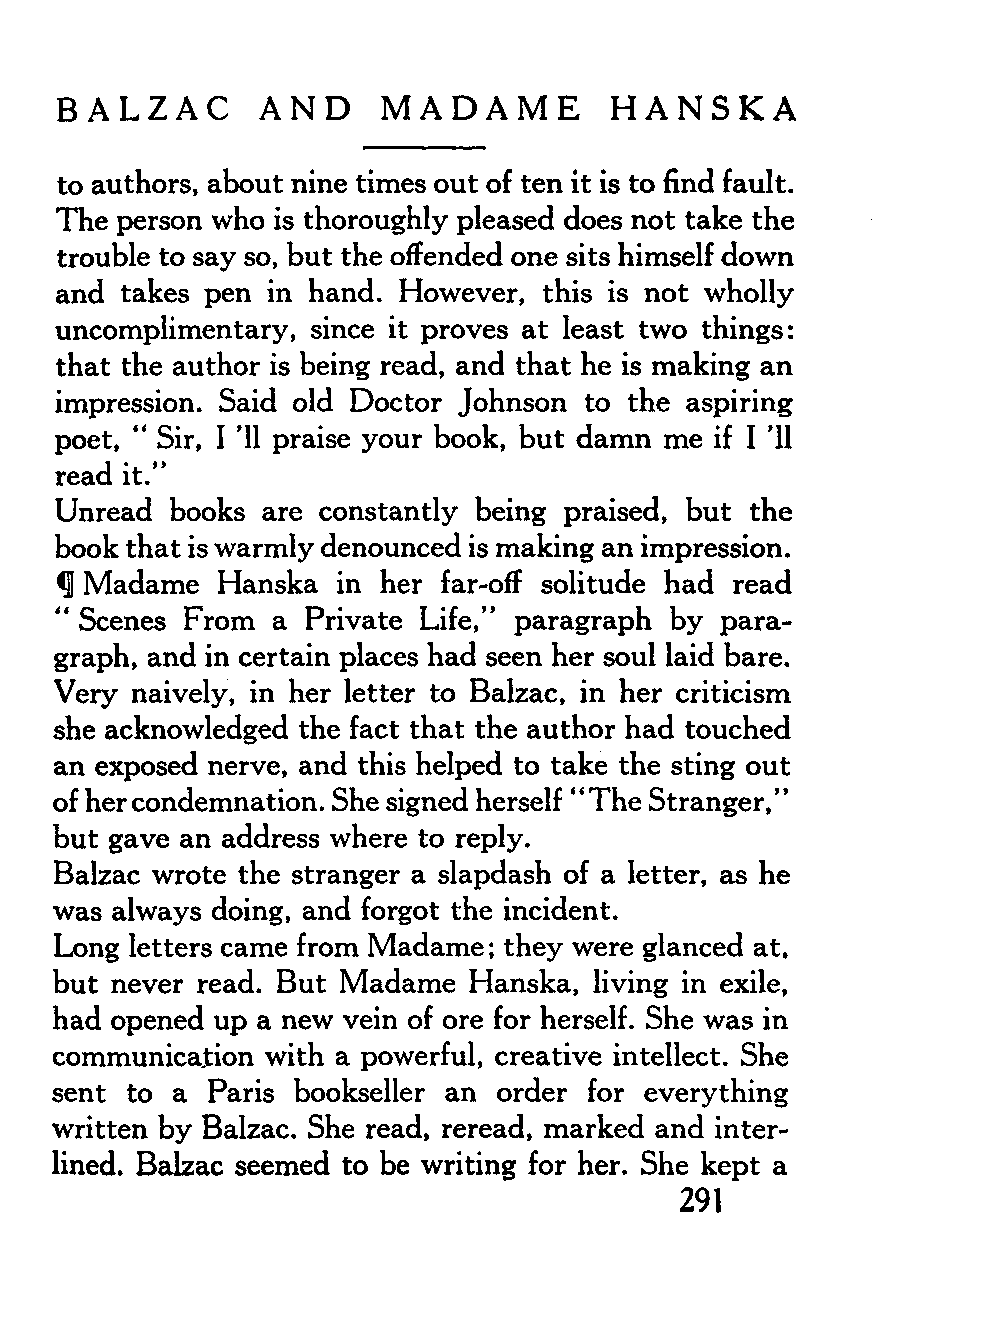 BALZAC AND MADAME HANSKA
to authors, about nine times out of ten it is to find fault.
The person who is thoroughly pleased does not take the
trouble to say so, but the offended one sits himself down
and takes pen in hand. However, this is not wholly
uncomplimentary, since it proves at least two things:
that the author is being read, and that he is making an
impression. Said old Doctor Johnson to the aspiring
poet, “ Sir, I 'll praise your book, but damn me if I 'll
read it.”
Unread books are constantly being praised, but the
book that is warmly denounced is making an impression.
¶ Madame Hanska in her far-off solitude had read
“ Scenes From a Private Life,” paragraph by para-
graph, and in certain places had seen her soul laid bare.
Very naively, in her letter to Balzac, in her criticism
she acknowledged the fact that the author had touched
an exposed nerve, and this helped to take the sting out
of her condemnation. She signed herself “The Stranger,”
but gave an address where to reply.
Balzac wrote the stranger a slapdash of a letter, as he
was always doing, and forgot the incident.
Long letters came from Madame; they were glanced at,
but never read. But Madame Hanska, living in exile,
had opened up a new vein of ore for herself. She was in
communication with a powerful, creative intellect. She
sent to a Paris bookseller an order for everything
written by Balzac. She read, reread, marked and inter-
lined. Balzac seemed to be writing for her. She kept a
291